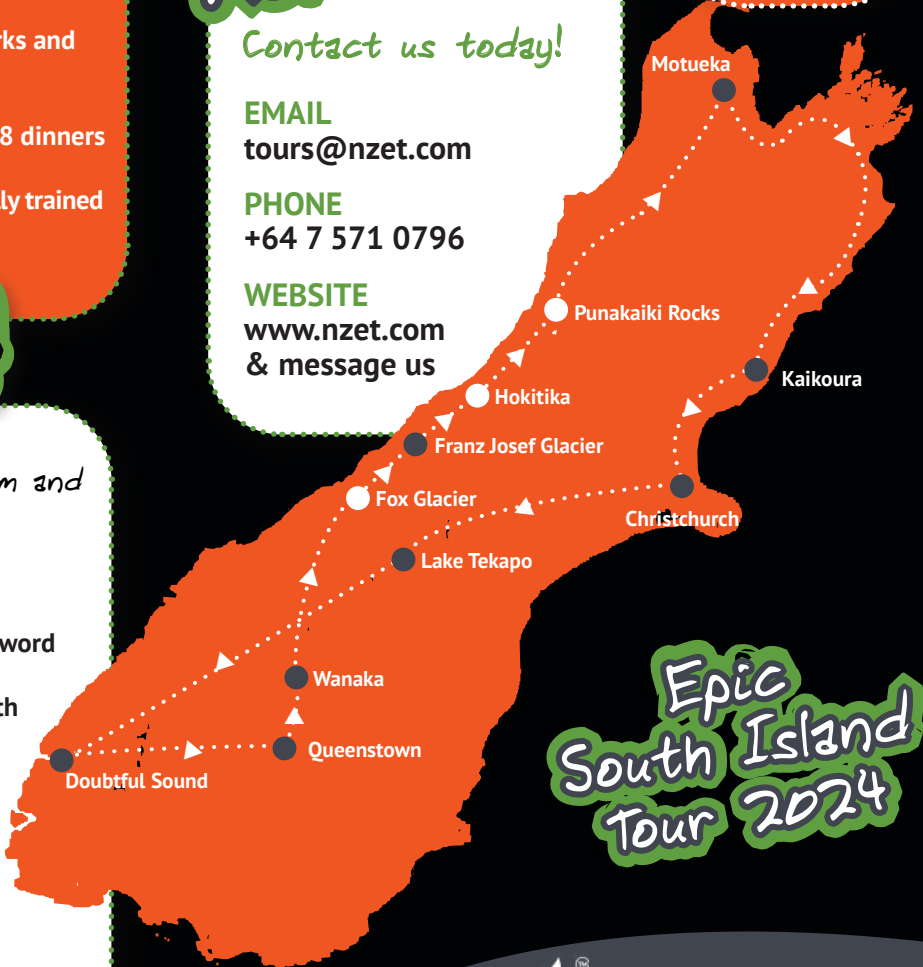 rks and
8 dinners
lly trained
m and
word
th
Contact us today!
EMAIL
tours@nzet.com
PHONE
+64 7 571 0796
WEBSITE
www.nzet.com
& message us
Motueka
Punakaiki Rocks
Kaikoura
Hokitika
Franz Josef Glacier
Fox Glacier
Christchurch
Lake Tekapo
Wanaka
Queenstown
Doubtful Sound
Epic
South Island
Tour 2024
TM